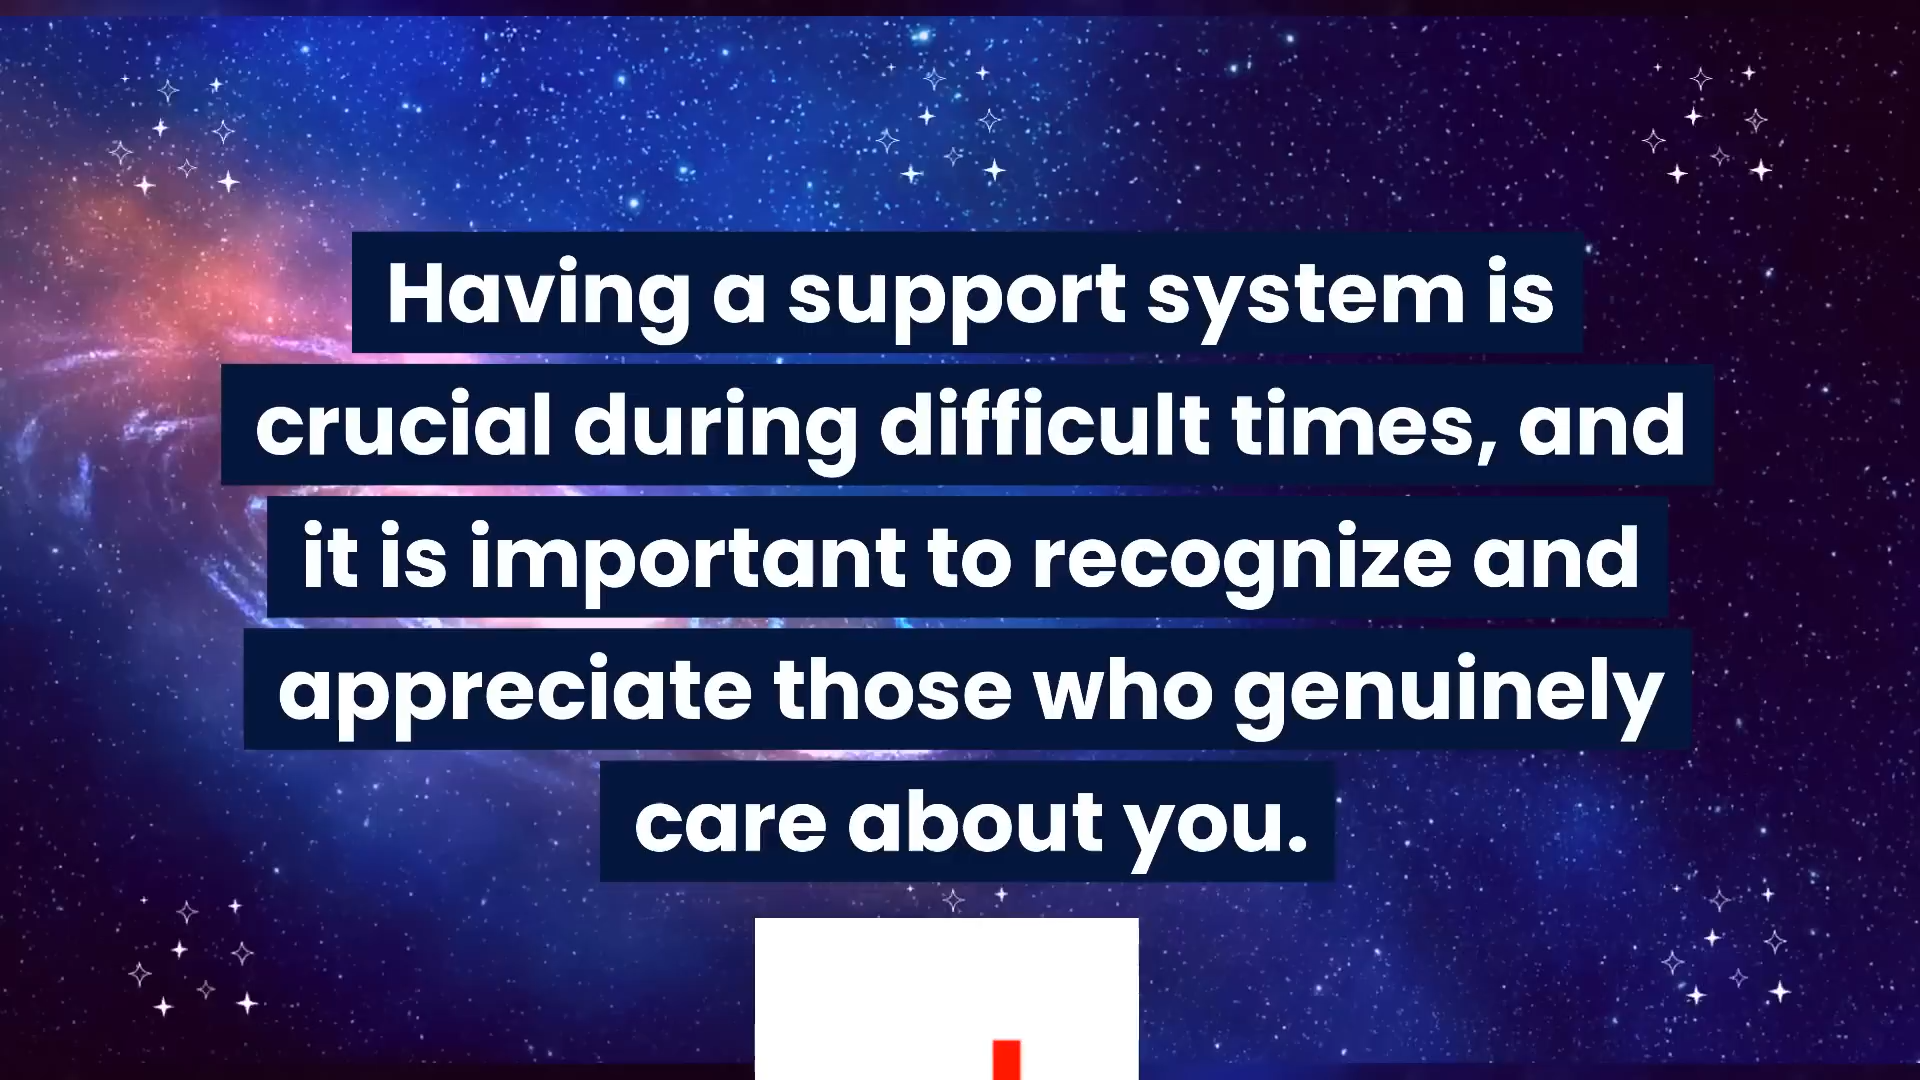 Having a support system is
crucial during difficult times, and
it is important to recognize and
appreciate those who genuinely
care about you.